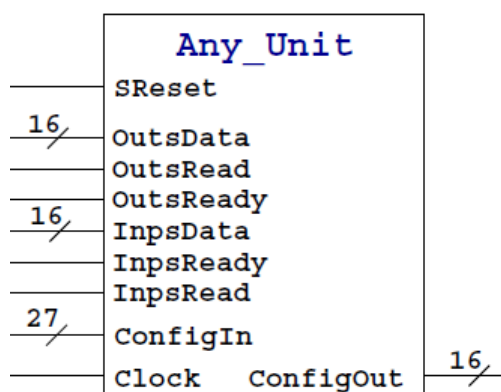 Any_Unit
SReset
16
OutsData
OutsRead
OutsReady
16
InpsData
InpsReady
InpsRead
27
ConfigIn
Clock ConfigOut 16